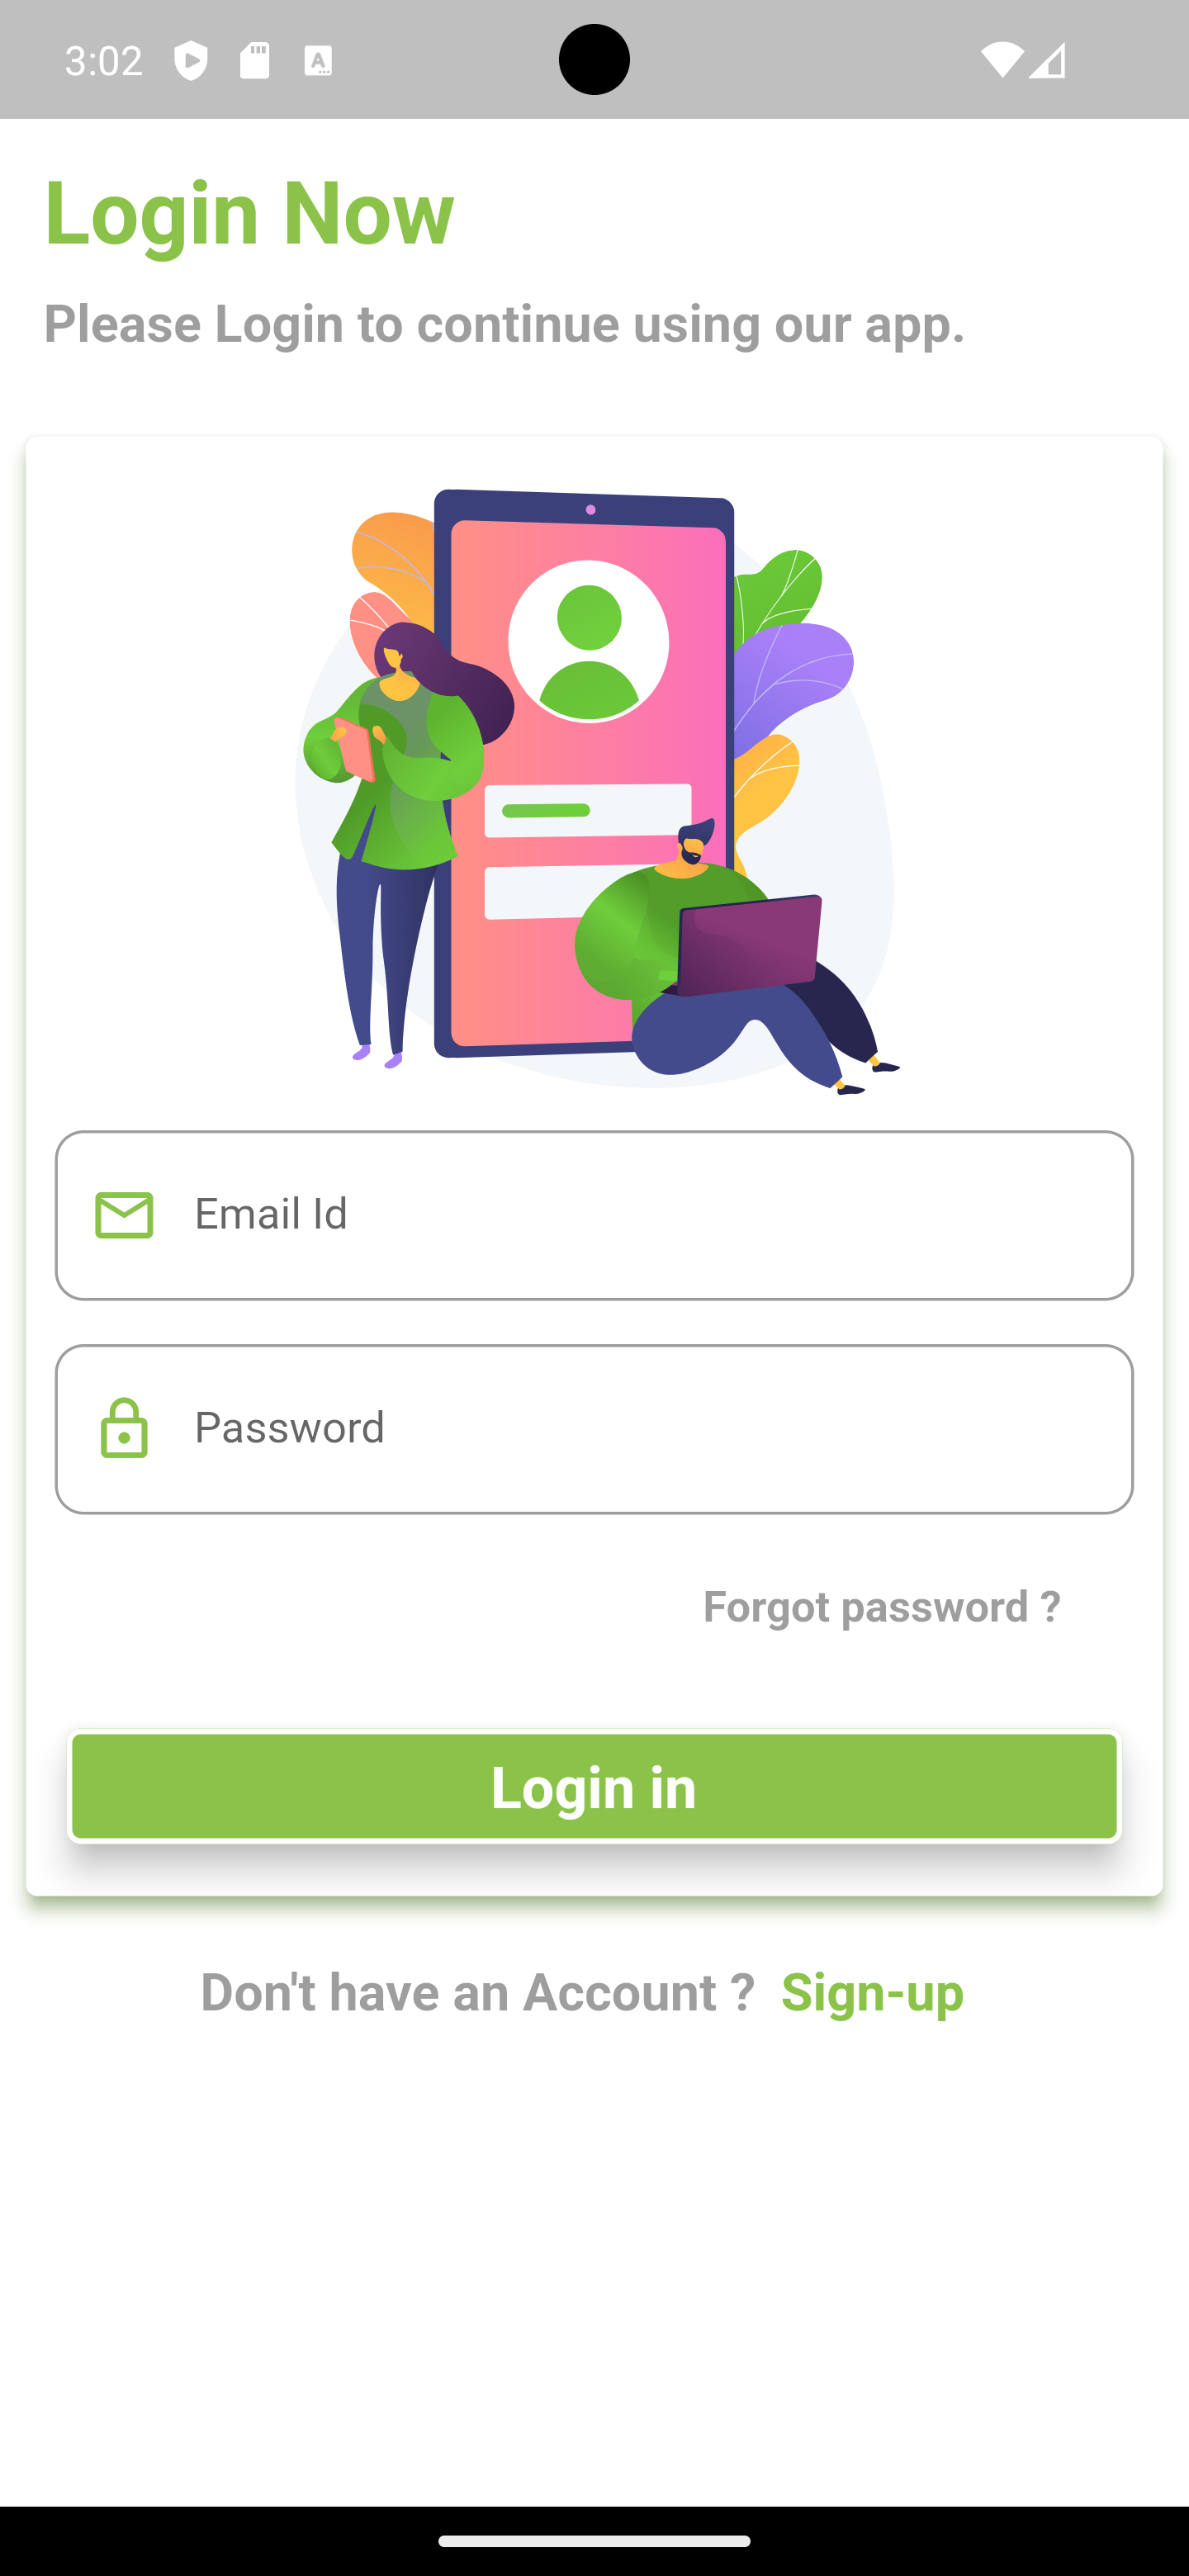 3:02
Login Now
Please Login to continue using our app.
Email Id
Password
Forgot password ?
Login in
Don't have an Account ? Sign-up